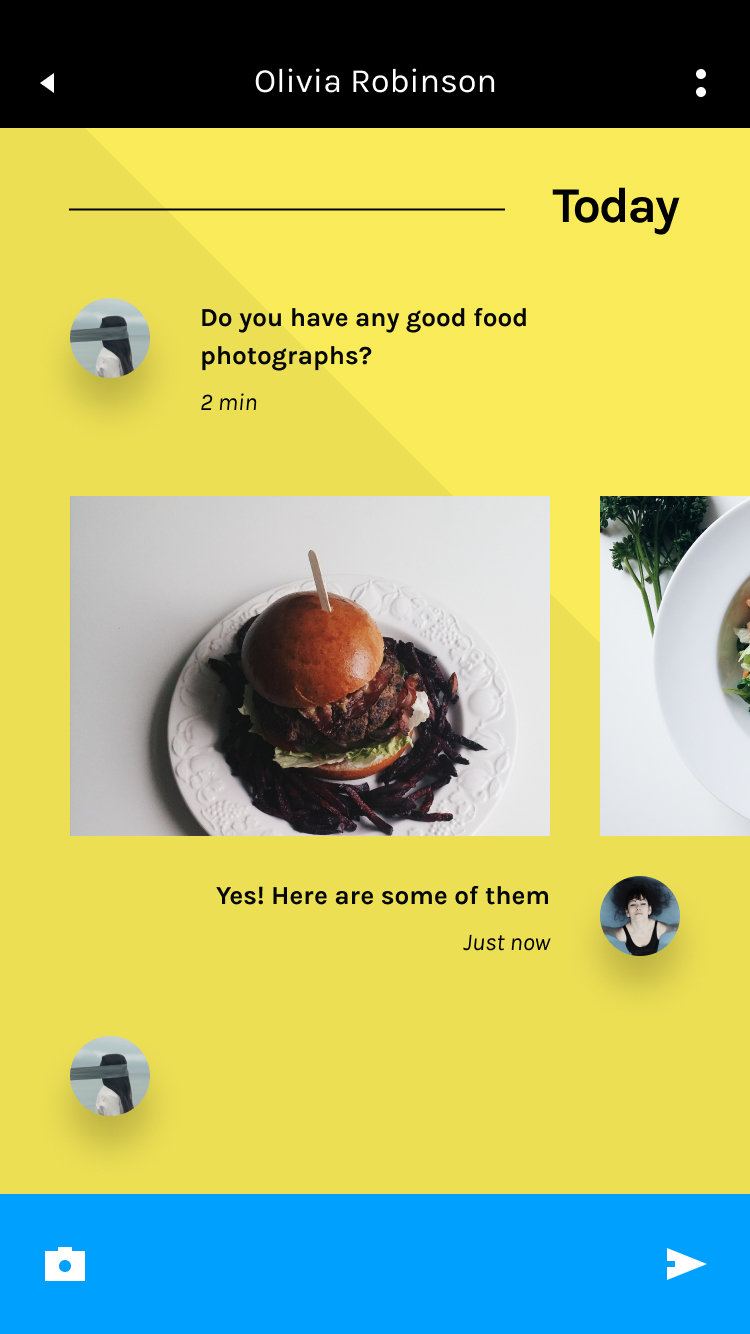 Olivia Robinson
Today
Do you have any good food
photographs?
2 min
Yes! Here are some of them
Just now